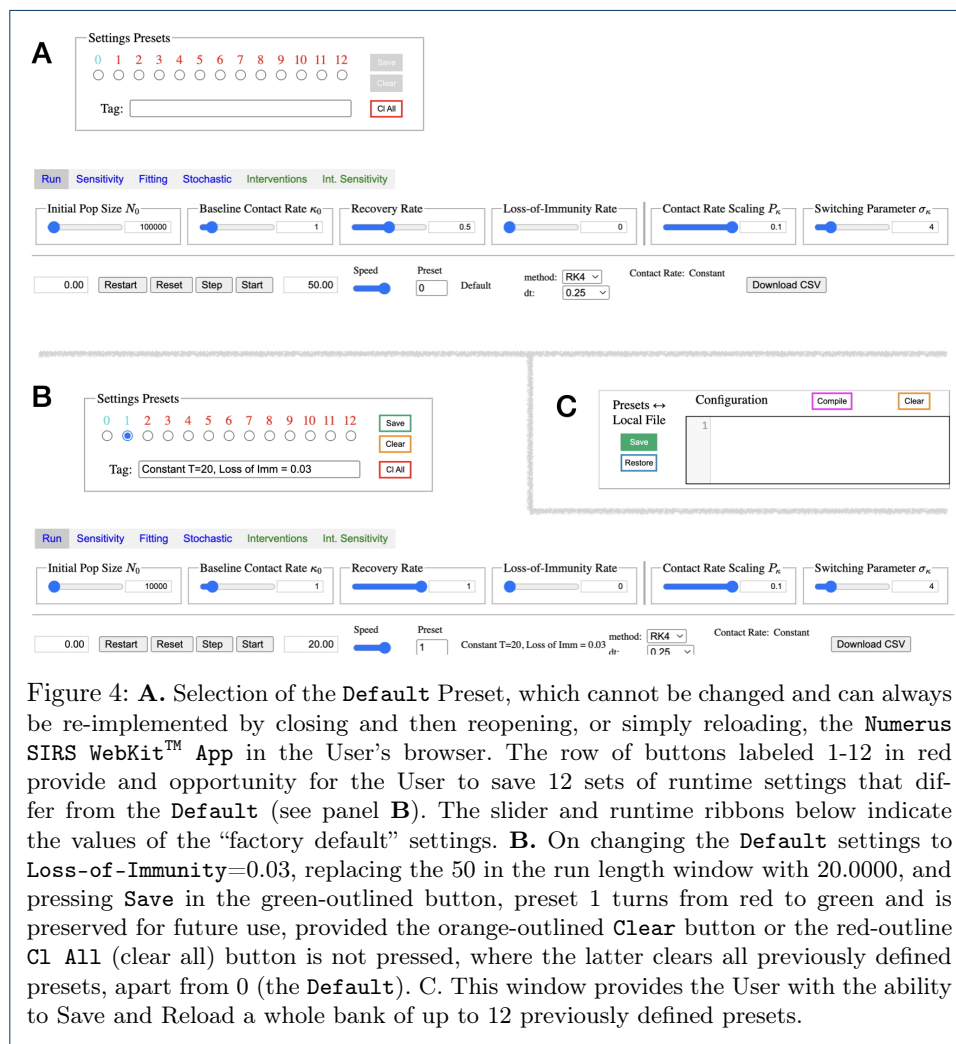 A
Settings Presets
0 1 2 3 4 5 6 7 8 9 10 11 12
Save
Clear
Tag:
Cl All
Run Sensitivity Fitting Stochastic Interventions Int. Sensitivity
Initial Pop Size N₀ Baseline Contact Rate κ₀ Recovery Rate Loss-of-Immunity Rate Contact Rate Scaling Pκ Switching Parameter σκ
100000 1 0.5 0 0.1 4
Speed Preset method: RK4 Contact Rate: Constant
0.00 Restart Reset Step Start 50.00 0 Default dt: 0.25 Download CSV
B
Settings Presets
0 1 2 3 4 5 6 7 8 9 10 11 12
Save
Clear
Tag: Constant T=20, Loss of Imm = 0.03 Cl All
C
Presets ↔ Local File
Configuration Compile Clear
1
Save
Restore
Run Sensitivity Fitting Stochastic Interventions Int. Sensitivity
Initial Pop Size N₀ Baseline Contact Rate κ₀ Recovery Rate Loss-of-Immunity Rate Contact Rate Scaling Pκ Switching Parameter σκ
10000 1 1 0 0.1 4
Speed Preset method: RK4 Contact Rate: Constant
0.00 Restart Reset Step Start 20.00 1 Constant T=20, Loss of Imm = 0.03 dt: 0.25 Download CSV
Figure 4: A. Selection of the Default Preset, which cannot be changed and can always
be re-implemented by closing and then reopening, or simply reloading, the Numerus
SIRS WebKit™ App in the User's browser. The row of buttons labeled 1-12 in red
provide and opportunity for the User to save 12 sets of runtime settings that dif-
fer from the Default (see panel B). The slider and runtime ribbons below indicate
the values of the “factory default” settings. B. On changing the Default settings to
Loss-of-Immunity=0.03, replacing the 50 in the run length window with 20.0000, and
pressing Save in the green-outlined button, preset 1 turns from red to green and is
preserved for future use, provided the orange-outlined Clear button or the red-outline
Cl All (clear all) button is not pressed, where the latter clears all previously defined
presets, apart from 0 (the Default). C. This window provides the User with the ability
to Save and Reload a whole bank of up to 12 previously defined presets.